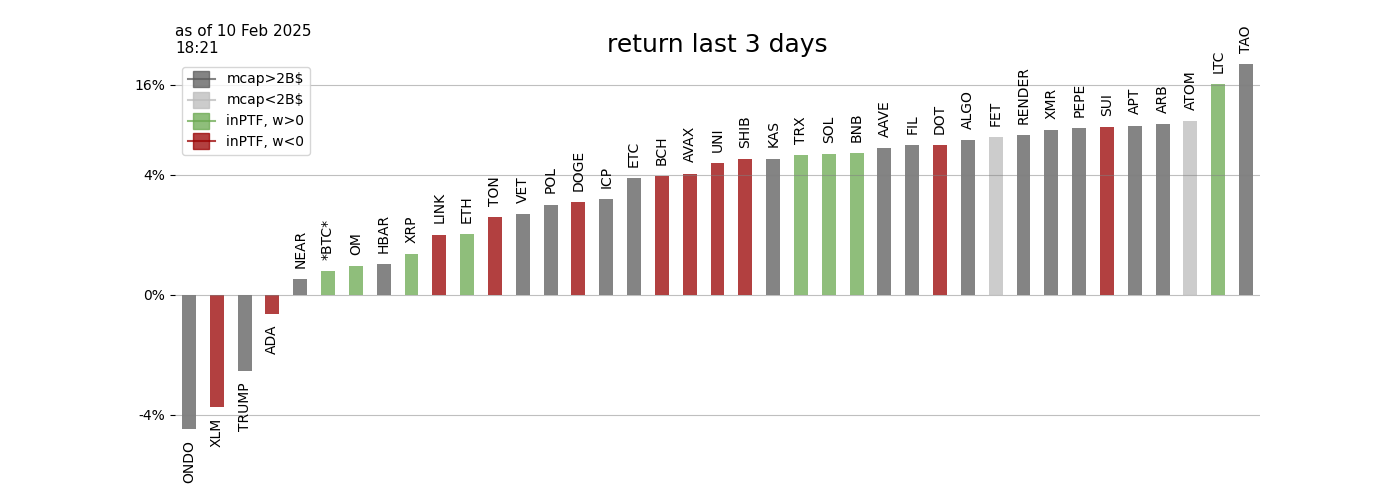 as of 10 Feb 2025
18:21
return last 3 days
mcap>2B$
mcap<2B$
inPTF, w>0
inPTF, w<0
16%
4%
0%
-4%
ONDO
XLM
TRUMP
ADA
NEAR
*BTC*
OM
HBAR
XRP
LINK
ETH
TON
VET
POL
DOGE
ICP
ETC
BCH
AVAX
UNI
SHIB
KAS
TRX
SOL
BNB
AAVE
FIL
DOT
ALGO
FET
RENDER
XMR
PEPE
SUI
APT
ARB
ATOM
LTC
TAO